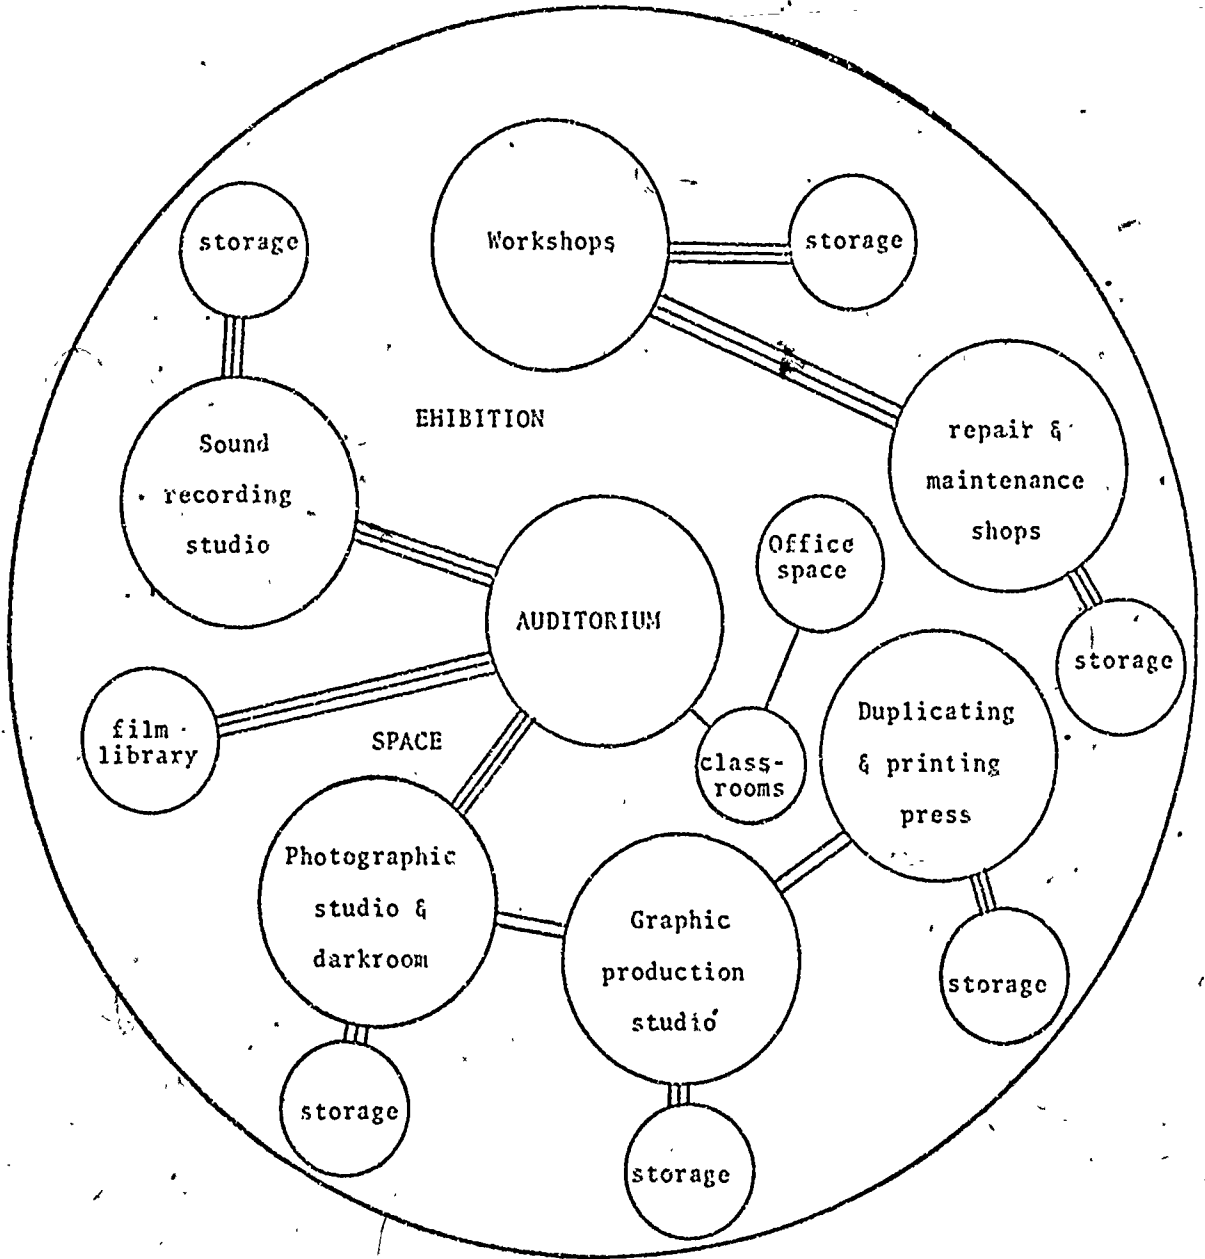 storage
Workshops
storage
EHIBITION
Sound
recording
studio
repair &
maintenance
shops
Office
space
AUDITORIUM
storage
film
library
SPACE
class-
rooms
Duplicating
& printing
press
Photographic
studio &
darkroom
Graphic
production
studio
storage
storage
storage